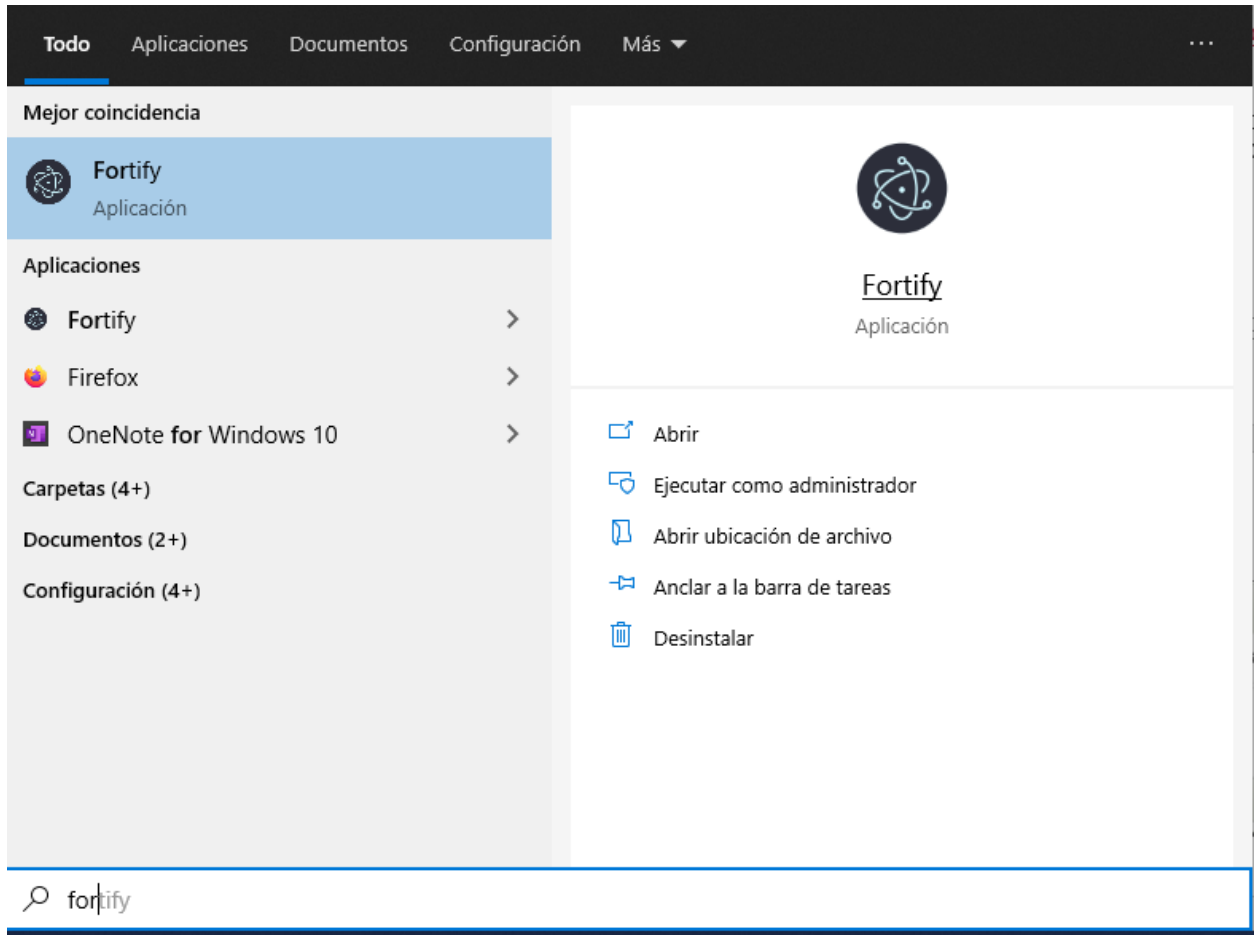 Todo Aplicaciones Documentos Configuración Más ...
Mejor coincidencia
Fortify
Aplicación
Aplicaciones
Fortify
Firefox
OneNote for Windows 10
Carpetas (4+)
Documentos (2+)
Configuración (4+)
Fortify
Aplicación
Abrir
Ejecutar como administrador
Abrir ubicación de archivo
Anclar a la barra de tareas
Desinstalar
fortify